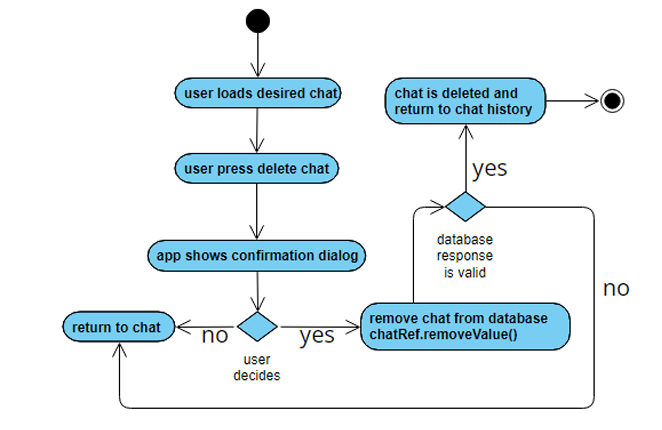 user loads desired chat
user press delete chat
app shows confirmation dialog
user
decides
no
return to chat
yes
remove chat from database
chatRef.removeValue()
database
response
is valid
yes
chat is deleted and
return to chat history
no